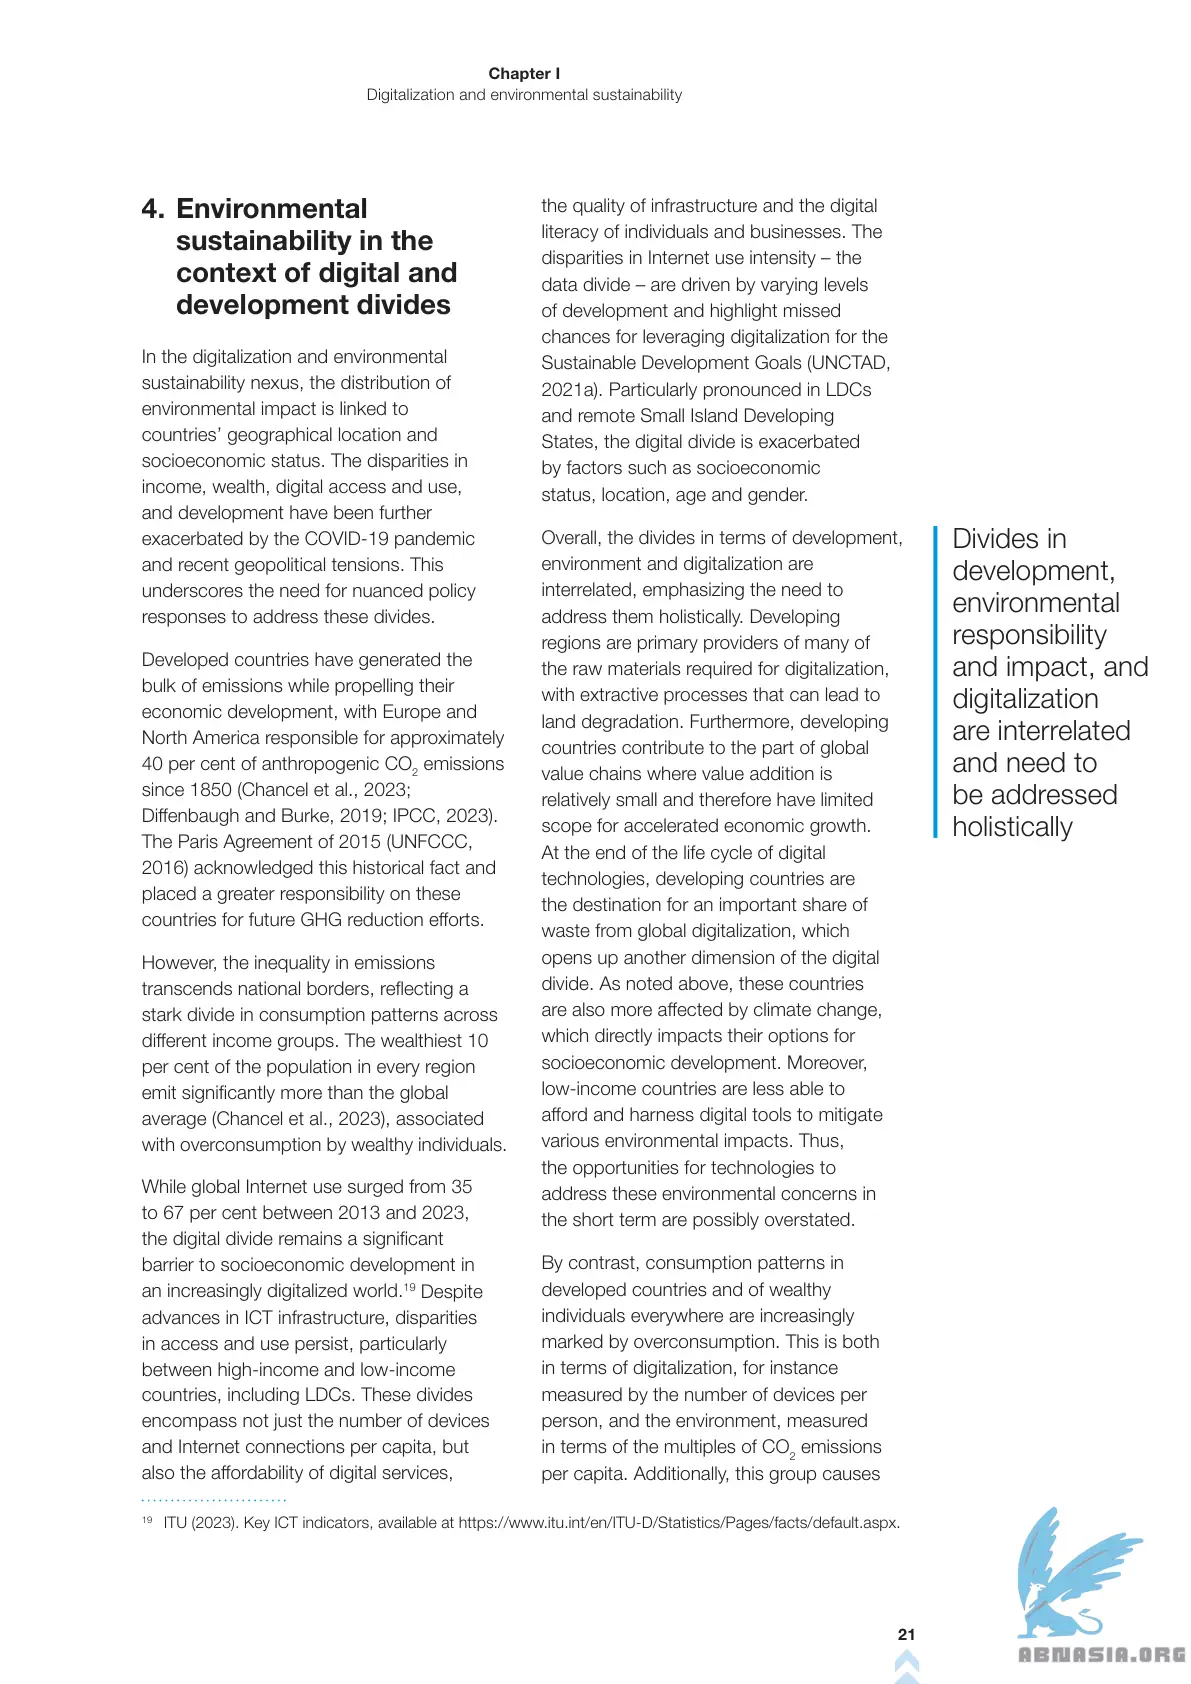 Chapter I
Digitalization and environmental sustainability
4. Environmental
sustainability in the
context of digital and
development divides
In the digitalization and environmental
sustainability nexus, the distribution of
environmental impact is linked to
countries’ geographical location and
socioeconomic status. The disparities in
income, wealth, digital access and use,
and development have been further
exacerbated by the COVID-19 pandemic
and recent geopolitical tensions. This
underscores the need for nuanced policy
responses to address these divides.
Developed countries have generated the
bulk of emissions while propelling their
economic development, with Europe and
North America responsible for approximately
40 per cent of anthropogenic CO₂ emissions
since 1850 (Chancel et al., 2023;
Diffenbaugh and Burke, 2019; IPCC, 2023).
The Paris Agreement of 2015 (UNFCCC,
2016) acknowledged this historical fact and
placed a greater responsibility on these
countries for future GHG reduction efforts.
However, the inequality in emissions
transcends national borders, reflecting a
stark divide in consumption patterns across
different income groups. The wealthiest 10
per cent of the population in every region
emit significantly more than the global
average (Chancel et al., 2023), associated
with overconsumption by wealthy individuals.
While global Internet use surged from 35
to 67 per cent between 2013 and 2023,
the digital divide remains a significant
barrier to socioeconomic development in
an increasingly digitalized world.¹⁹ Despite
advances in ICT infrastructure, disparities
in access and use persist, particularly
between high-income and low-income
countries, including LDCs. These divides
encompass not just the number of devices
and Internet connections per capita, but
also the affordability of digital services,
the quality of infrastructure and the digital
literacy of individuals and businesses. The
disparities in Internet use intensity – the
data divide – are driven by varying levels
of development and highlight missed
chances for leveraging digitalization for the
Sustainable Development Goals (UNCTAD,
2021a). Particularly pronounced in LDCs
and remote Small Island Developing
States, the digital divide is exacerbated
by factors such as socioeconomic
status, location, age and gender.
Overall, the divides in terms of development,
environment and digitalization are
interrelated, emphasizing the need to
address them holistically. Developing
regions are primary providers of many of
the raw materials required for digitalization,
with extractive processes that can lead to
land degradation. Furthermore, developing
countries contribute to the part of global
value chains where value addition is
relatively small and therefore have limited
scope for accelerated economic growth.
At the end of the life cycle of digital
technologies, developing countries are
the destination for an important share of
waste from global digitalization, which
opens up another dimension of the digital
divide. As noted above, these countries
are also more affected by climate change,
which directly impacts their options for
socioeconomic development. Moreover,
low-income countries are less able to
afford and harness digital tools to mitigate
various environmental impacts. Thus,
the opportunities for technologies to
address these environmental concerns in
the short term are possibly overstated.
By contrast, consumption patterns in
developed countries and of wealthy
individuals everywhere are increasingly
marked by overconsumption. This is both
in terms of digitalization, for instance
measured by the number of devices per
person, and the environment, measured
in terms of the multiples of CO₂ emissions
per capita. Additionally, this group causes
Divides in
development,
environmental
responsibility
and impact, and
digitalization
are interrelated
and need to
be addressed
holistically
¹⁹ ITU (2023). Key ICT indicators, available at https://www.itu.int/en/ITU-D/Statistics/Pages/facts/default.aspx.
21
ABNASIA.ORG